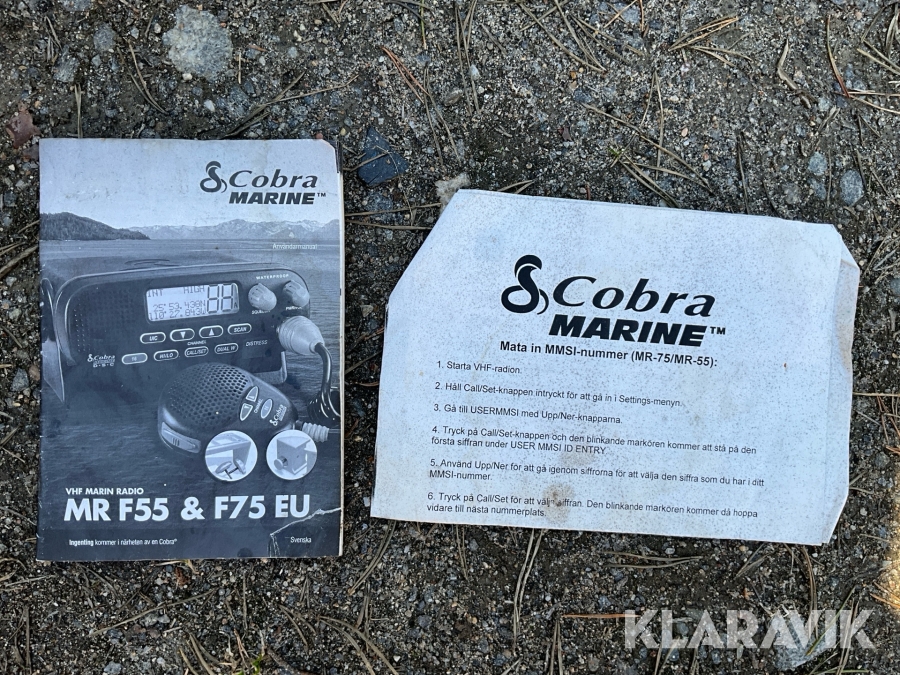 Cobra
MARINE™
Användarmanual
WATERPROOF
INT HIGH
25°53.430N
110°27.843W
88
A
U/C
SCAN
CHANNEL
DISTRESS
CALL/SET
DUAL W
Cobra
D·S·C
Cobra
VHF MARIN RADIO
MR F55 & F75 EU
Ingenting kommer i närheten av en Cobra®
Svenska
Cobra
MARINE™
Mata in MMSI-nummer (MR-75/MR-55):
1. Starta VHF-radion.
2. Håll Call/Set-knappen intryckt för att gå in i Settings-menyn.
3. Gå till USERMMSI med Upp/Ner-knapparna.
4. Tryck på Call/Set-knappen och den blinkande markören kommer att stå på den
första siffran under USER MMSI ID ENTRY
5. Använd Upp/Ner för att gå igenom siffrorna för att välja den siffra som du har i ditt
MMSI-nummer.
6. Tryck på Call/Set för att välja siffran. Den blinkande markören kommer då hoppa
vidare till nästa nummerplats.
KLARAVIK